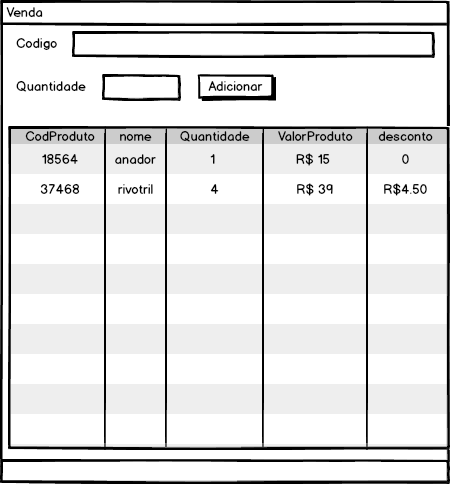 Venda
Codigo
Quantidade Adicionar
CodProduto nome Quantidade ValorProduto desconto
18564 anador 1 R$ 15 0
37468 rivotril 4 R$ 39 R$4.50